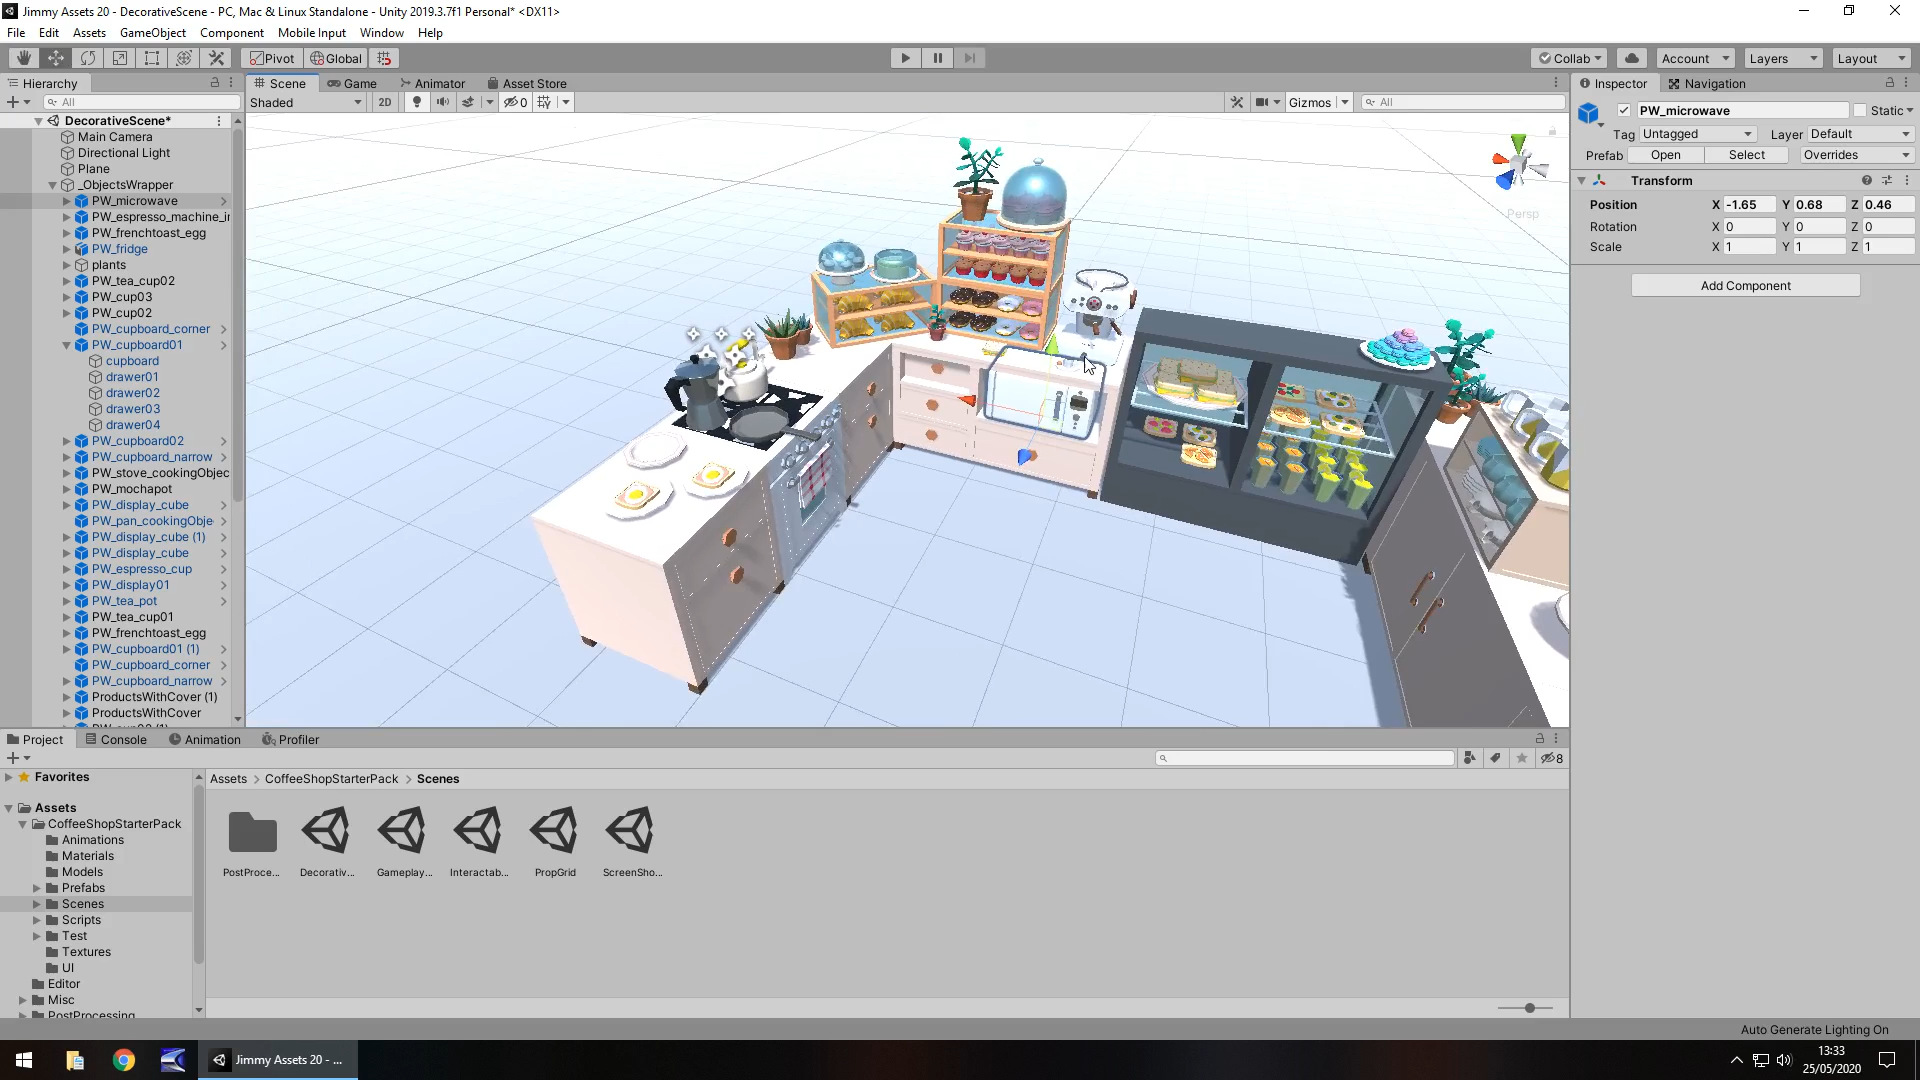 Jimmy Assets 20 - DecorativeScene - PC, Mac & Linux Standalone - Unity 2019.3.7f1 Personal* <DX11>
File Edit Assets GameObject Component Mobile Input Window Help
Pivot Global Collab Account Layers Layout
Hierarchy
All
DecorativeScene*
Main Camera
Directional Light
Plane
_ObjectsWrapper
PW_microwave
PW_espresso_machine_in
PW_frenchtoast_egg
PW_fridge
plants
PW_tea_cup02
PW_cup03
PW_cup02
PW_cupboard_corner
PW_cupboard01
cupboard
drawer01
drawer02
drawer03
drawer04
PW_cupboard02
PW_cupboard_narrow
PW_stove_cookingObjec
PW_mochapot
PW_display_cube
PW_pan_cookingObje
PW_display_cube (1)
PW_display_cube
PW_espresso_cup
PW_display01
PW_tea_pot
PW_tea_cup01
PW_frenchtoast_egg
PW_cupboard01 (1)
PW_cupboard_corner
PW_cupboard_narrow
ProductsWithCover (1)
ProductsWithCover
Scene Game Animator Asset Store
Shaded 2D 0 Gizmos All
Persp
Inspector Navigation
PW_microwave Static
Tag Untagged Layer Default
Prefab Open Select Overrides
Transform
Position X -1.65 Y 0.68 Z 0.46
Rotation X 0 Y 0 Z 0
Scale X 1 Y 1 Z 1
Add Component
Project Console Animation Profiler
8
Favorites
Assets
CoffeeShopStarterPack
Animations
Materials
Models
Prefabs
Scenes
Scripts
Test
Textures
UI
Editor
Misc
PostProcessing
Assets > CoffeeShopStarterPack > Scenes
PostProce... Decorativ... Gameplay... Interactab... PropGrid ScreenSho...
Auto Generate Lighting On
Jimmy Assets 20 - ...
13:33
25/05/2020